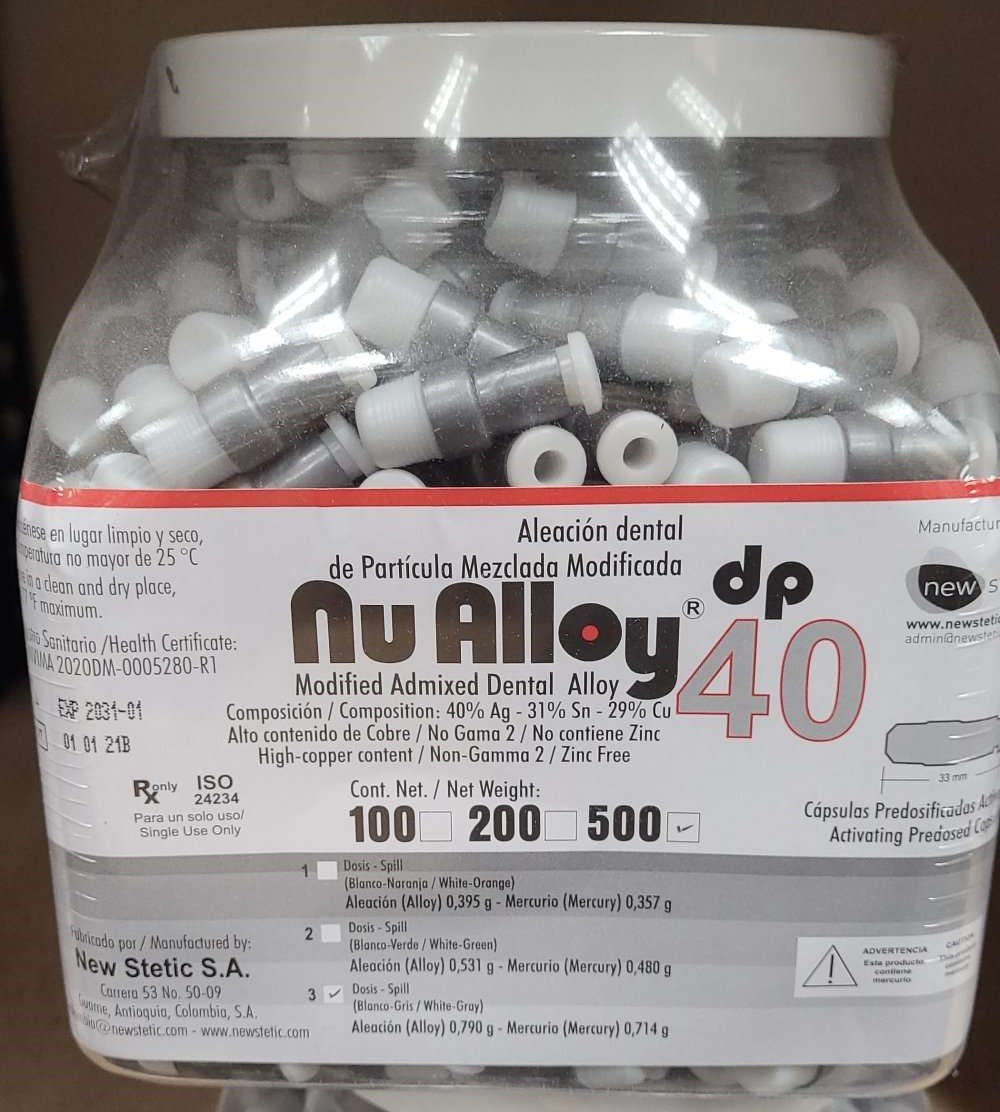 Aleación dental
de Partícula Mezclada Modificada
nu Alloy® dp
40
Modified Admixed Dental Alloy
Composición / Composition: 40% Ag - 31% Sn - 29% Cu
Alto contenido de Cobre / No Gama 2 / No contiene Zinc
High-copper content / Non-Gamma 2 / Zinc Free
Cont. Net. / Net Weight:
100 200 500
en lugar limpio y seco,
no mayor de 25 °C
a clean and dry place,
°F maximum.
Sanitario /Health Certificate:
2020DM-0005280-R1
EXP 2031-01
01 01 21B
Rx only ISO
24234
Para un solo uso/
Single Use Only
Manufactur
new s
www.newsteti
admin@newste
33 mm
Cápsulas Predosificadas
Activating Predosed
1 Dosis - Spill
(Blanco-Naranja / White-Orange)
Aleación (Alloy) 0,395 g - Mercurio (Mercury) 0,357 g
2 Dosis - Spill
(Blanco-Verde / White-Green)
Aleación (Alloy) 0,531 g - Mercurio (Mercury) 0,480 g
3 Dosis - Spill
(Blanco-Gris / White-Gray)
Aleación (Alloy) 0,790 g - Mercurio (Mercury) 0,714 g
Fabricado por / Manufactured by:
New Stetic S.A.
Carrera 53 No. 50-09
Guarne, Antioquia, Colombia, S.A.
@newstetic.com - www.newstetic.com
ADVERTENCIA
Este producto
contiene
mercurio